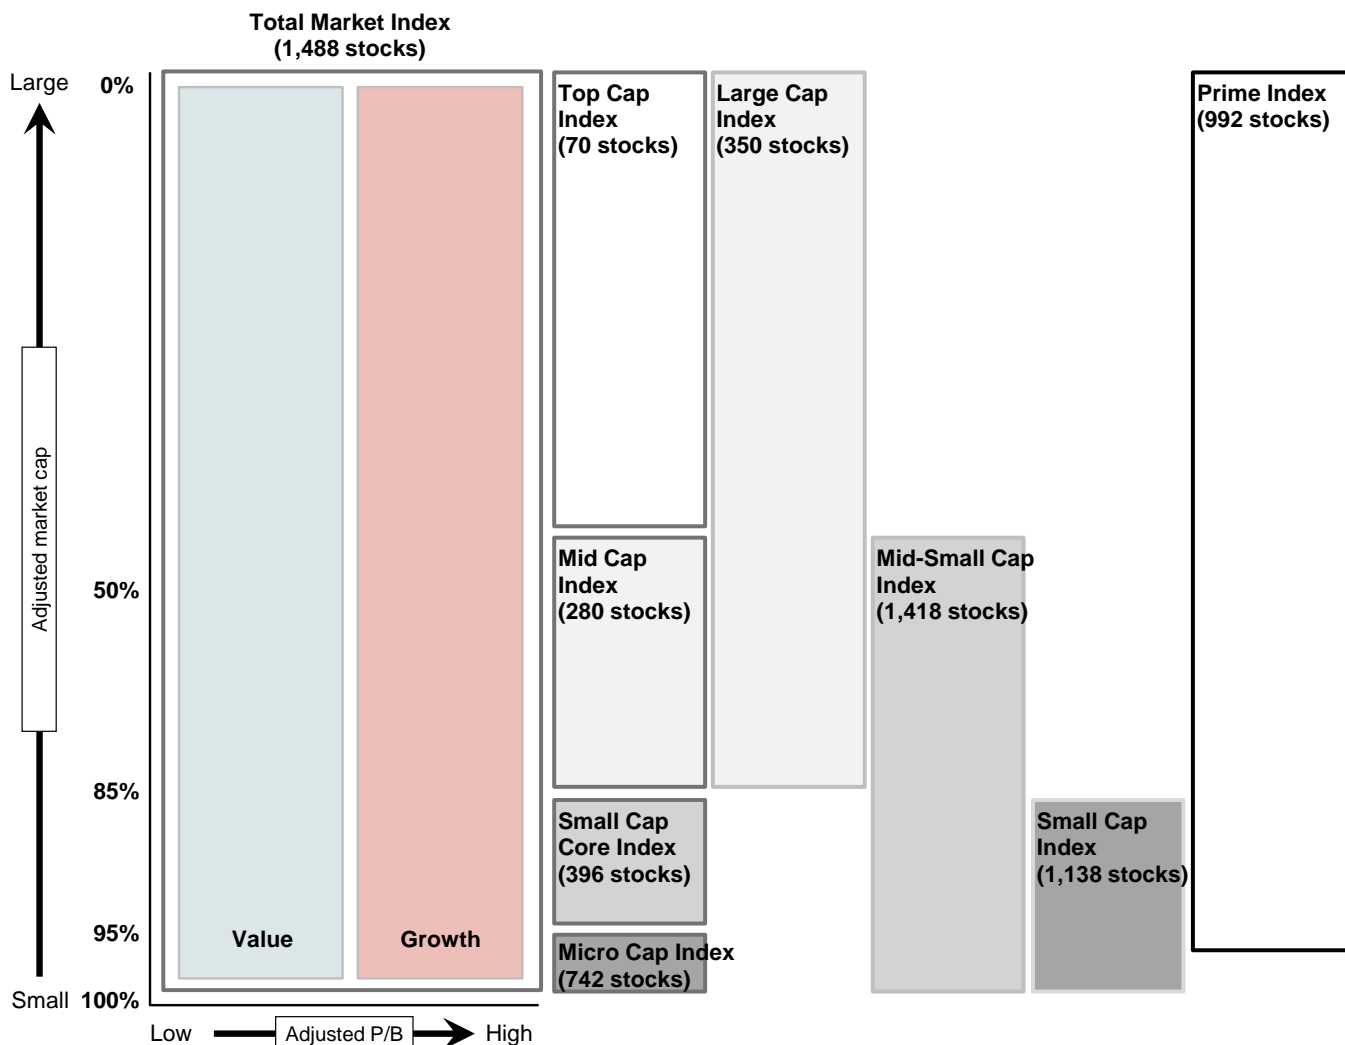 Total Market Index
(1,488 stocks)
Large
0%
Top Cap
Index
(70 stocks)
Large Cap
Index
(350 stocks)
Prime Index
(992 stocks)
Adjusted market cap
50%
Mid Cap
Index
(280 stocks)
Mid-Small Cap
Index
(1,418 stocks)
85%
Small Cap
Core Index
(396 stocks)
Small Cap
Index
(1,138 stocks)
95%
Value
Growth
Micro Cap Index
(742 stocks)
Small
100%
Low
Adjusted P/B
High